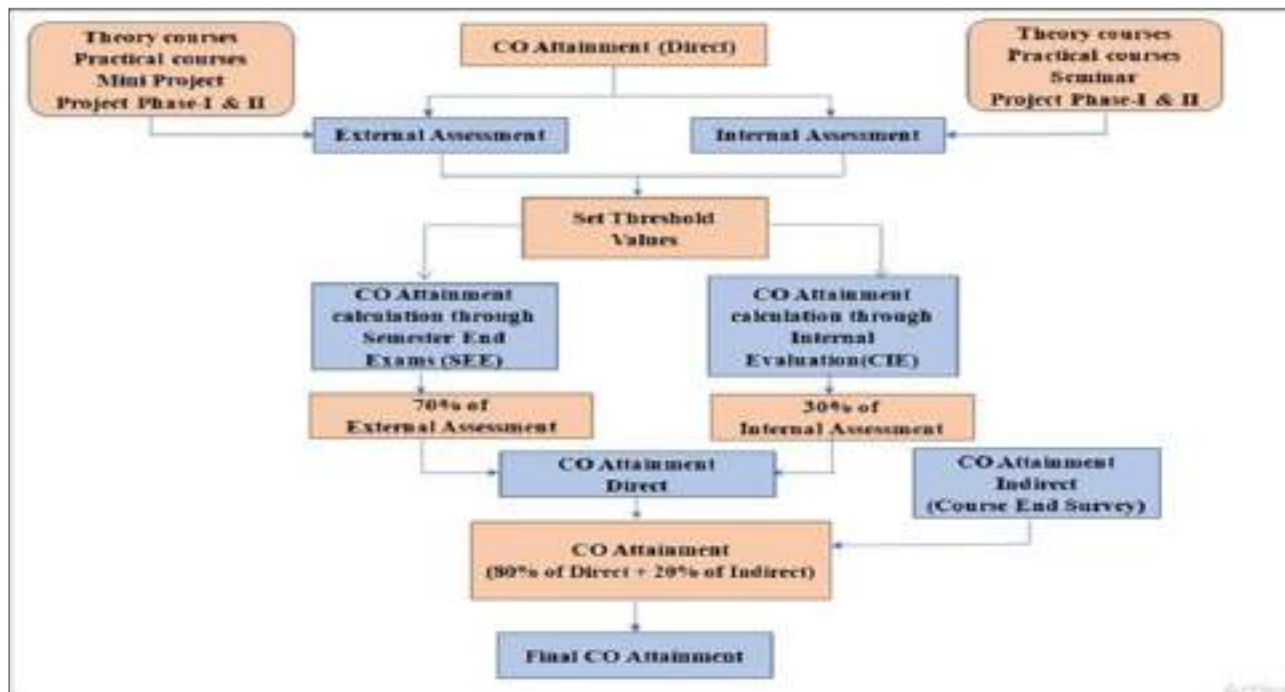 Theory courses
Practical courses
Mini Project
Project Phase-I & II
CO Attainment (Direct)
Theory courses
Practical courses
Seminar
Project Phase-I & II
External Assessment
Internal Assessment
Set Threshold
Values
CO Attainment
calculation through
Semester End
Exams (SEE)
CO Attainment
calculation through
Internal
Evaluation(CIE)
70% of
External Assessment
30% of
Internal Assessment
CO Attainment
Direct
CO Attainment
Indirect
(Course End Survey)
CO Attainment
(80% of Direct + 20% of Indirect)
Final CO Attainment